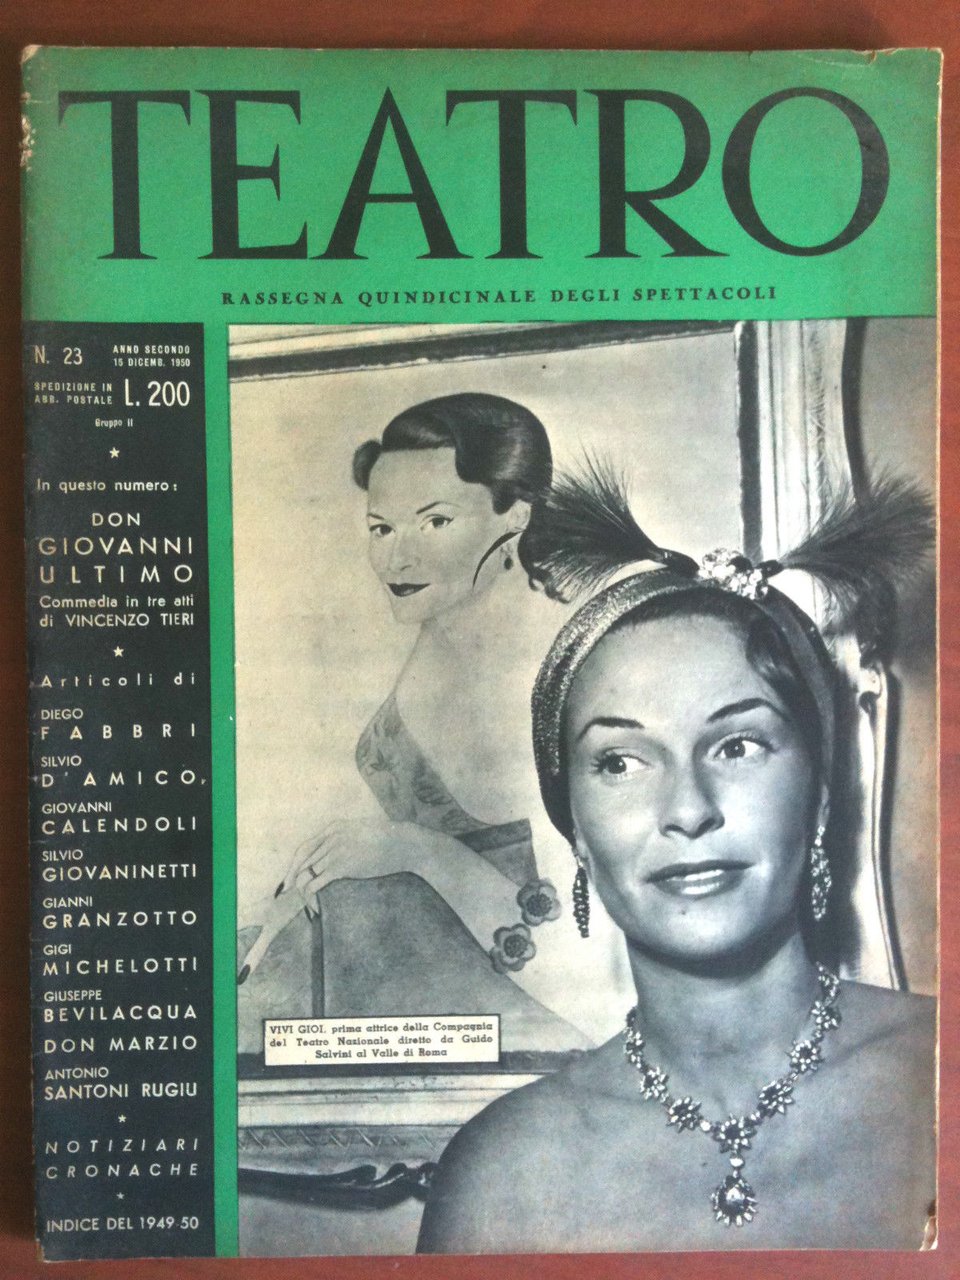 TEATRO
RASSEGNA QUINDICINALE DEGLI SPETTACOLI
N. 23
ANNO SECONDO
15 DICEMB. 1950
SPEDIZIONE IN
ABB. POSTALE
L. 200
Gruppo II
In questo numero:
DON
GIOVANNI
ULTIMO
Commedia in tre atti
di VINCENZO TIERI
Articoli di
DIEGO
FABBRI
SILVIO
D'AMICO
GIOVANNI
CALENDOLI
SILVIO
GIOVANINETTI
GIANNI
GRANZOTTO
GIGI
MICHELOTTI
GIUSEPPE
BEVILACQUA
DON MARZIO
ANTONIO
SANTONI RUGIU
NOTIZIARI
CRONACHE
INDICE DEL 1949-50
VIVI GIOI, prima attrice della Compagnia
del Teatro Nazionale diretto da Guido
Salvini al Valle di Roma